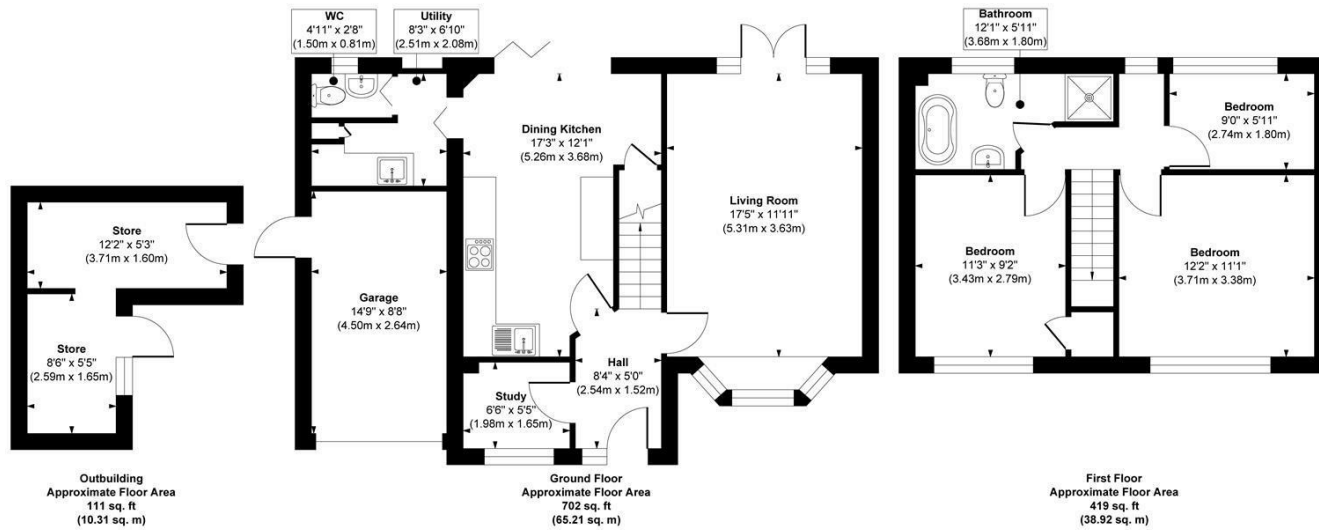 WC
4'11" x 2'8"
(1.50m x 0.81m)
Utility
8'3" x 6'10"
(2.51m x 2.08m)
Dining Kitchen
17'3" x 12'1"
(5.26m x 3.68m)
Living Room
17'5" x 11'11"
(5.31m x 3.63m)
Store
12'2" x 5'3"
(3.71m x 1.60m)
Store
8'6" x 5'5"
(2.59m x 1.65m)
Garage
14'9" x 8'8"
(4.50m x 2.64m)
Hall
8'4" x 5'0"
(2.54m x 1.52m)
Study
6'6" x 5'5"
(1.98m x 1.65m)
Bathroom
12'1" x 5'11"
(3.68m x 1.80m)
Bedroom
9'0" x 5'11"
(2.74m x 1.80m)
Bedroom
11'3" x 9'2"
(3.43m x 2.79m)
Bedroom
12'2" x 11'1"
(3.71m x 3.38m)
Outbuilding
Approximate Floor Area
111 sq. ft
(10.31 sq. m)
Ground Floor
Approximate Floor Area
702 sq. ft
(65.21 sq. m)
First Floor
Approximate Floor Area
419 sq. ft
(38.92 sq. m)